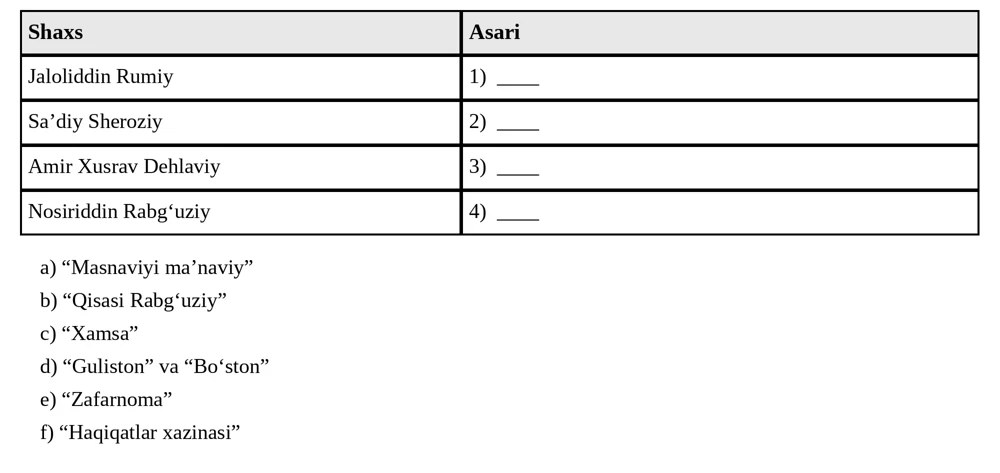 Shaxs Asari
Jaloliddin Rumiy 1) ____
Sa’diy Sheroziy 2) ____
Amir Xusrav Dehlaviy 3) ____
Nosiriddin Rabg‘uziy 4) ____
a) “Masnaviyi ma’naviy”
b) “Qisasi Rabg‘uziy”
c) “Xamsa”
d) “Guliston” va “Bo‘ston”
e) “Zafarnoma”
f) “Haqiqatlar xazinasi”